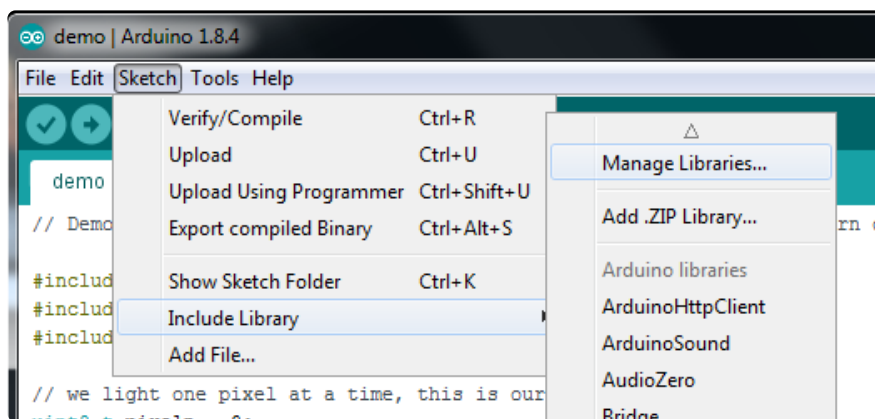 demo | Arduino 1.8.4
File Edit Sketch Tools Help
Verify/Compile Ctrl+R
Upload Ctrl+U
Upload Using Programmer Ctrl+Shift+U
Export compiled Binary Ctrl+Alt+S
Show Sketch Folder Ctrl+K
Include Library
Add File...
Manage Libraries...
Add .ZIP Library...
Arduino libraries
ArduinoHttpClient
ArduinoSound
AudioZero
Bridge
demo
// Demo
#includ
#includ
#includ
// we light one pixel at a time, this is our